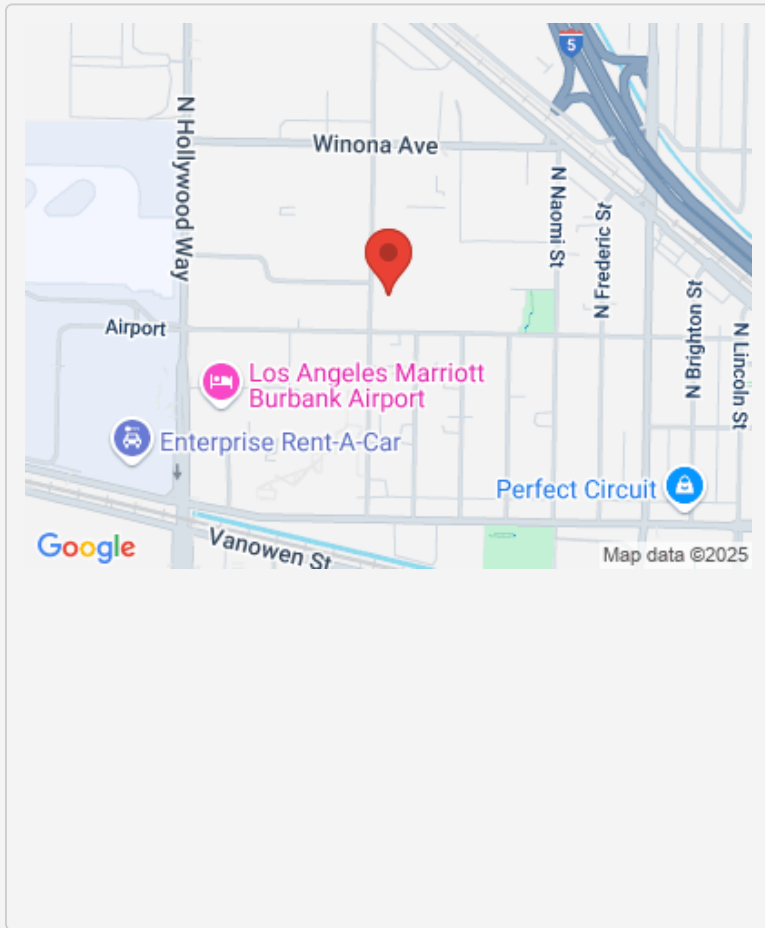 5
N Hollywood Way
Winona Ave
N Naomi St
N Frederic St
N Brighton St
N Lincoln St
Airport
Los Angeles Marriott
Burbank Airport
Enterprise Rent-A-Car
Perfect Circuit
Vanowen St
Google
Map data ©2025